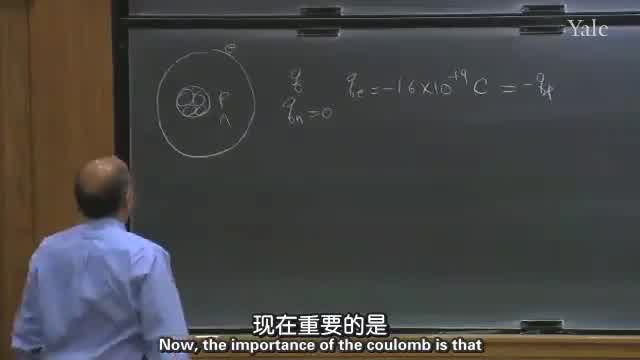 Yale
e
P
n
q
q_n = 0
q_e = -1.6 × 10^-19 C = -q_p
现在重要的是
Now, the importance of the coulomb is that